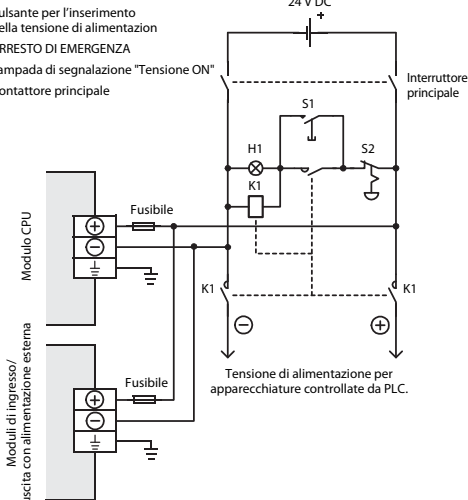 24 V DC
+
ulsante per l'inserimento
ella tensione di alimentazion
RRESTO DI EMERGENZA
ampada di segnalazione "Tensione ON"
ontattore principale
Interruttore
principale
S1
H1
S2
K1
Fusibile
Modulo CPU
K1
K1
Tensione di alimentazione per
apparecchiature controllate da PLC.
Fusibile
Moduli di ingresso/
uscita con alimentazione esterna